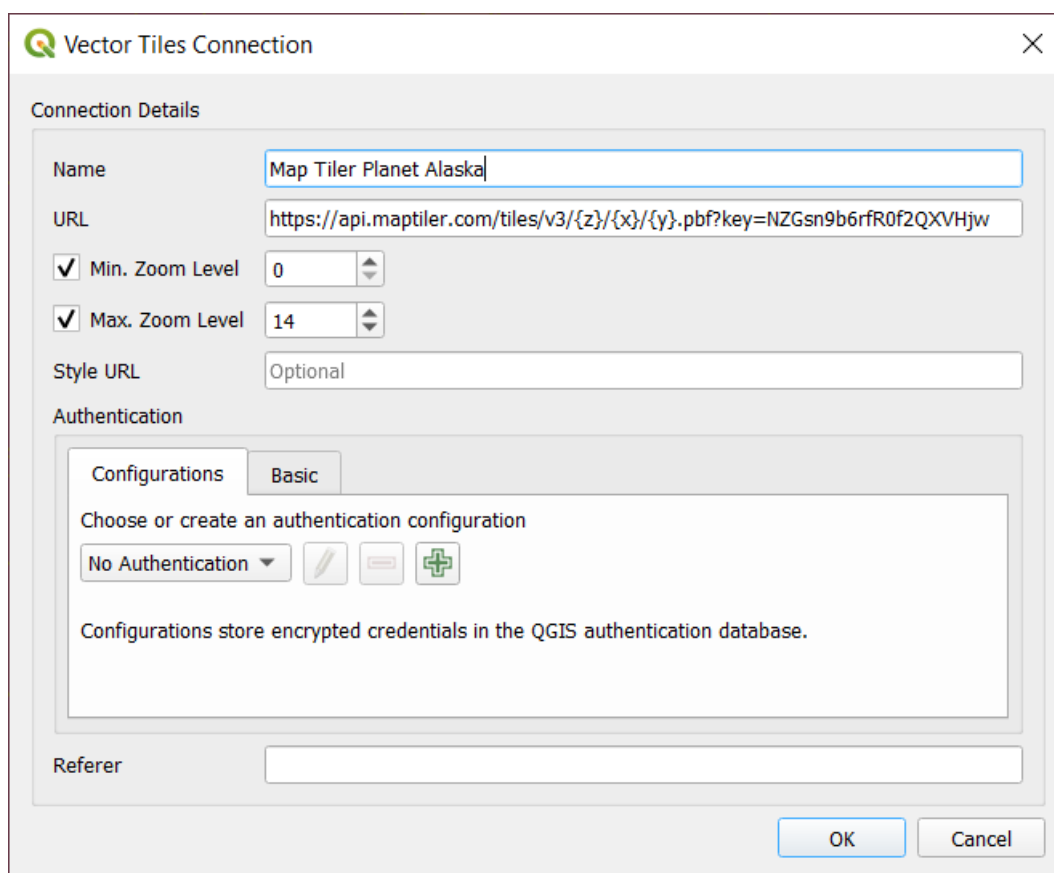 Vector Tiles Connection
Connection Details
Name Map Tiler Planet Alaska
URL https://api.maptiler.com/tiles/v3/{z}/{x}/{y}.pbf?key=NZGsn9b6rfR0f2QXVHjw
Min. Zoom Level 0
Max. Zoom Level 14
Style URL Optional
Authentication
Configurations Basic
Choose or create an authentication configuration
No Authentication
Configurations store encrypted credentials in the QGIS authentication database.
Referer
OK Cancel